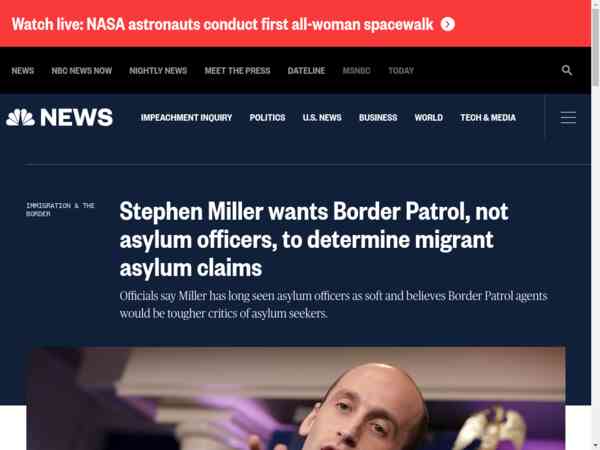 Watch live: NASA astronauts conduct first all-woman spacewalk
NEWS NBC NEWS NOW NIGHTLY NEWS MEET THE PRESS DATELINE MSNBC TODAY
NEWS IMPEACHMENT INQUIRY POLITICS U.S. NEWS BUSINESS WORLD TECH & MEDIA
IMMIGRATION & THE
BORDER
Stephen Miller wants Border Patrol, not
asylum officers, to determine migrant
asylum claims
Officials say Miller has long seen asylum officers as soft and believes Border Patrol agents
would be tougher critics of asylum seekers.